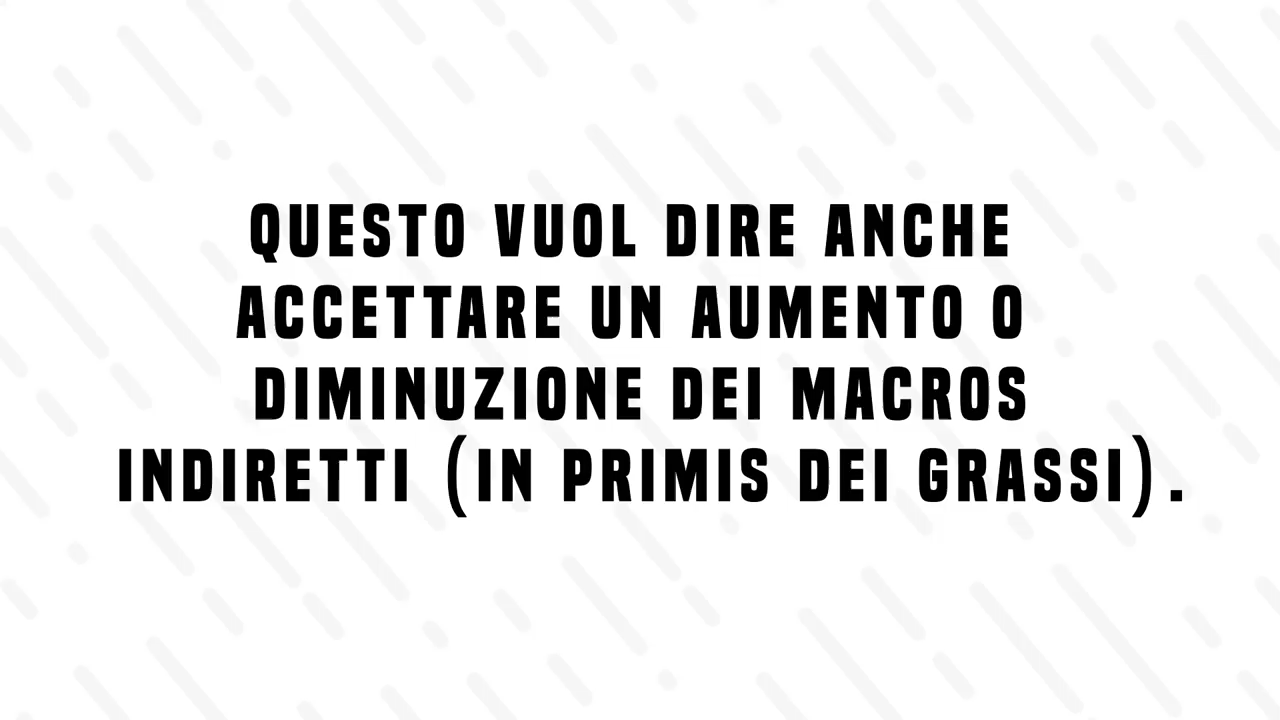 QUESTO VUOL DIRE ANCHE
ACCETTARE UN AUMENTO O
DIMINUZIONE DEI MACROS
INDIRETTI (IN PRIMIS DEI GRASSI).